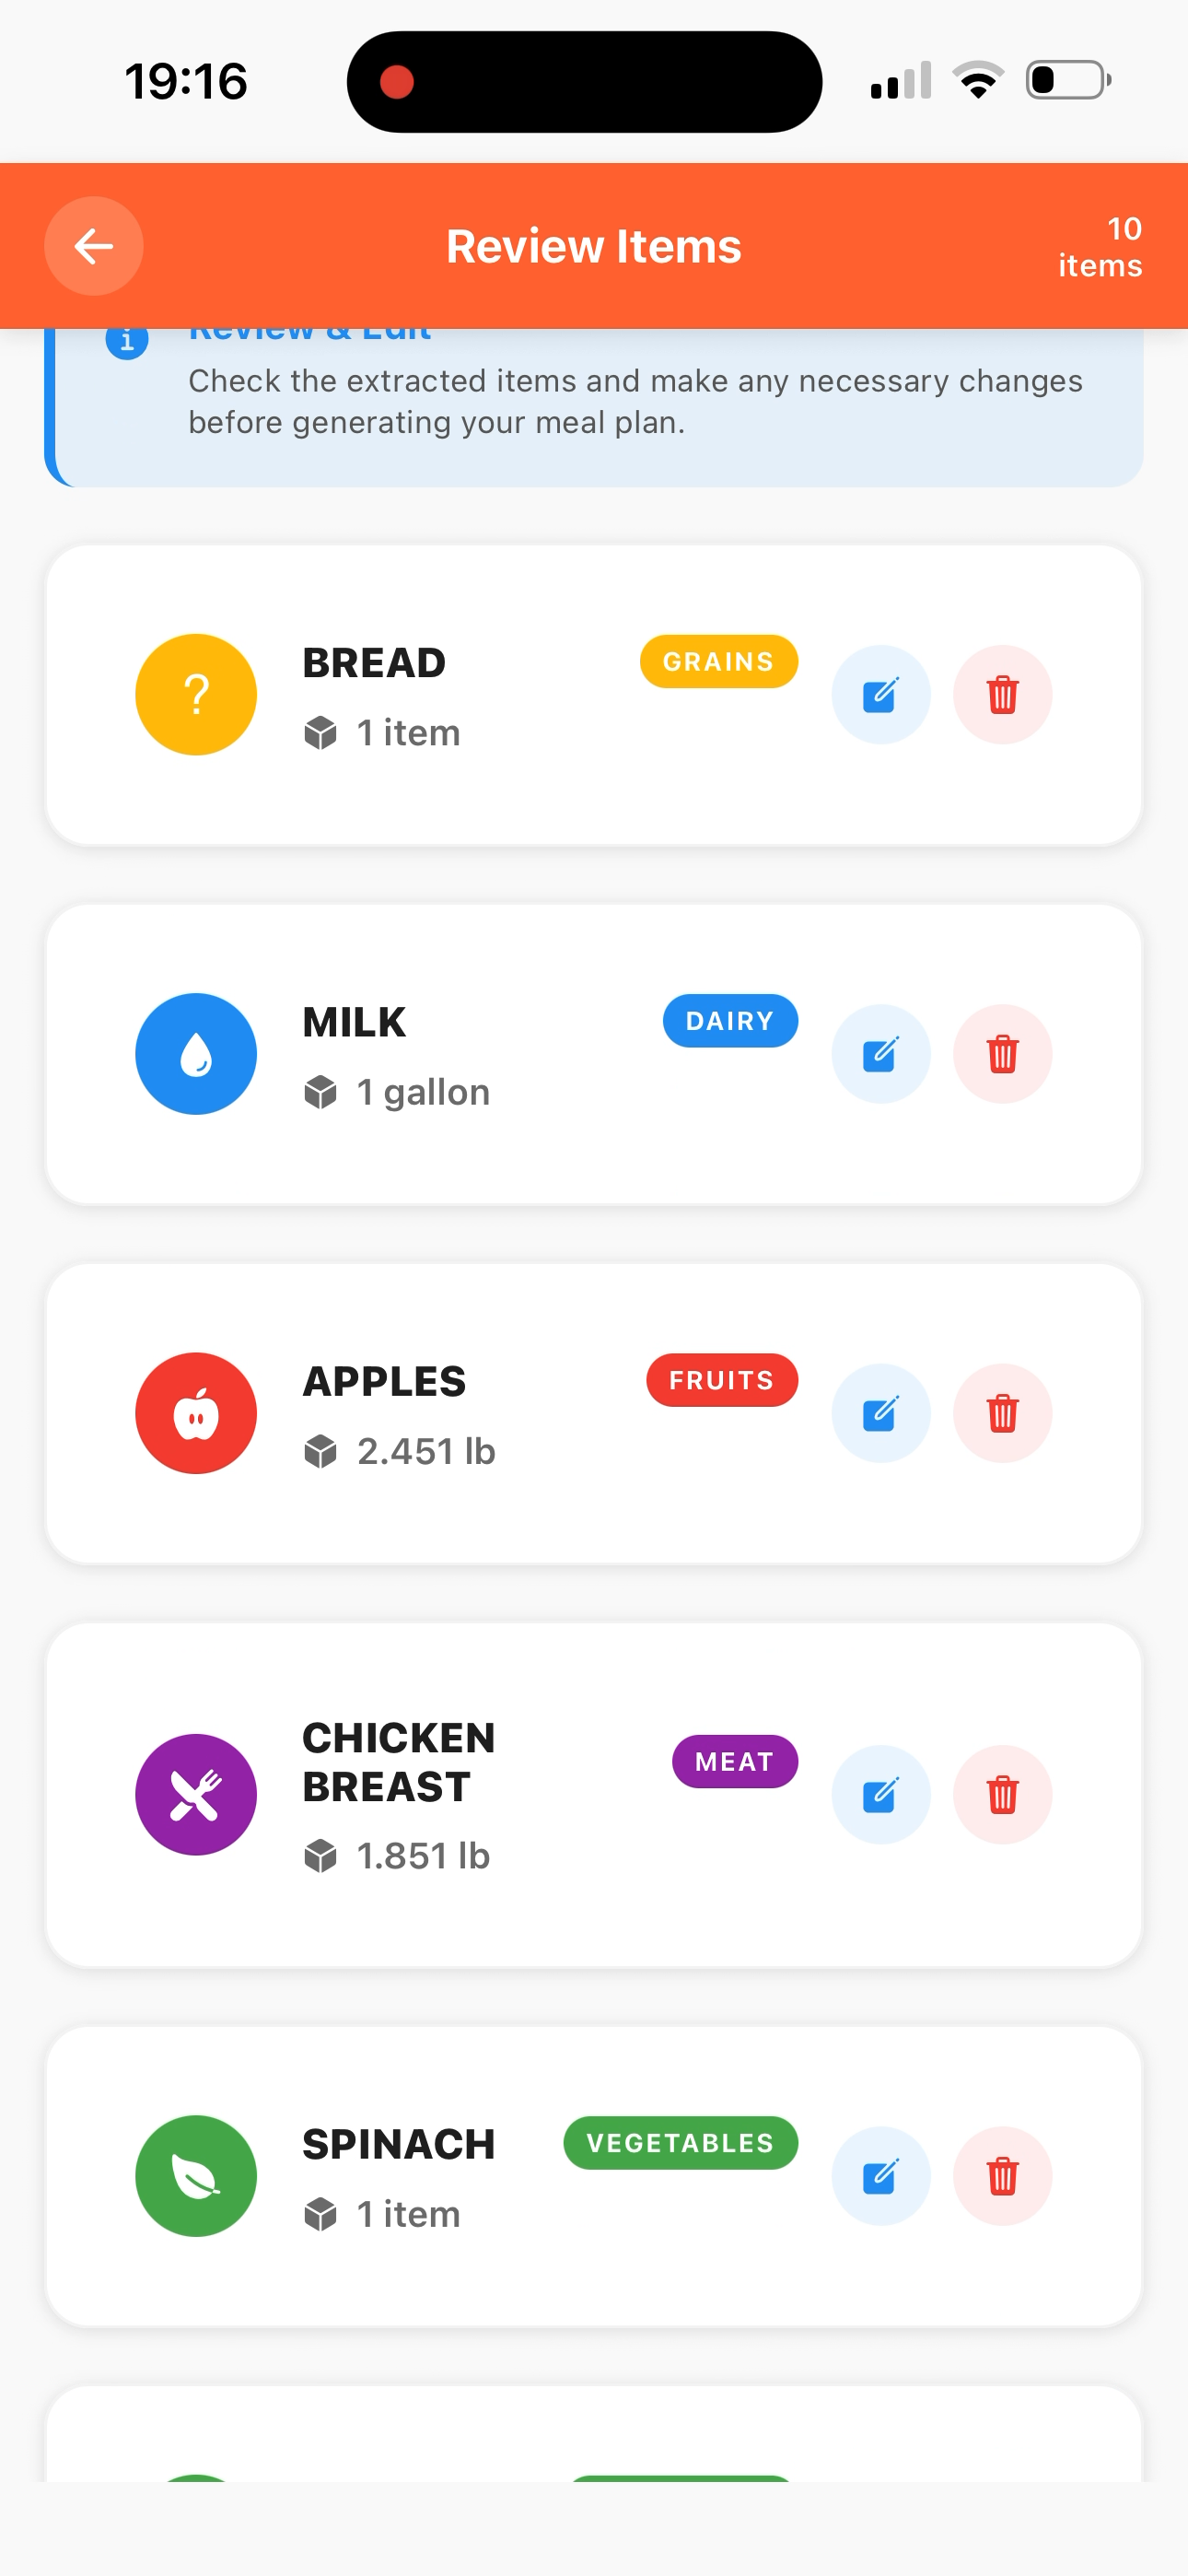 19:16
Review Items
10
items
Review & Edit
Check the extracted items and make any necessary changes
before generating your meal plan.
BREAD
GRAINS
1 item
MILK
DAIRY
1 gallon
APPLES
FRUITS
2.451 lb
CHICKEN
BREAST
MEAT
1.851 lb
SPINACH
VEGETABLES
1 item